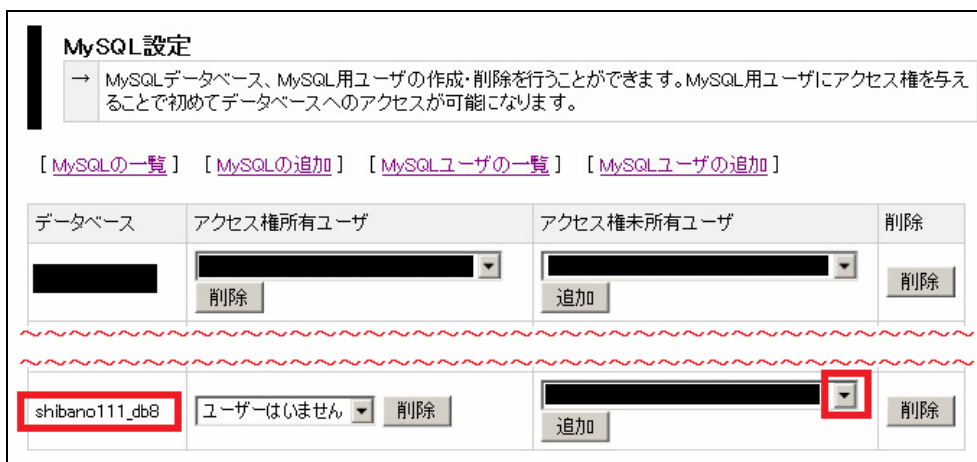 MySQL設定
→ MySQLデータベース、MySQL用ユーザの作成・削除を行うことができます。MySQL用ユーザにアクセス権を与え
ることで初めてデータベースへのアクセスが可能になります。
[ MySQLの一覧 ] [ MySQLの追加 ] [ MySQLユーザの一覧 ] [ MySQLユーザの追加 ]
データベース アクセス権所有ユーザ アクセス権未所有ユーザ 削除
削除 追加 削除
shibano111_db8 ユーザーはいません 削除 追加 削除